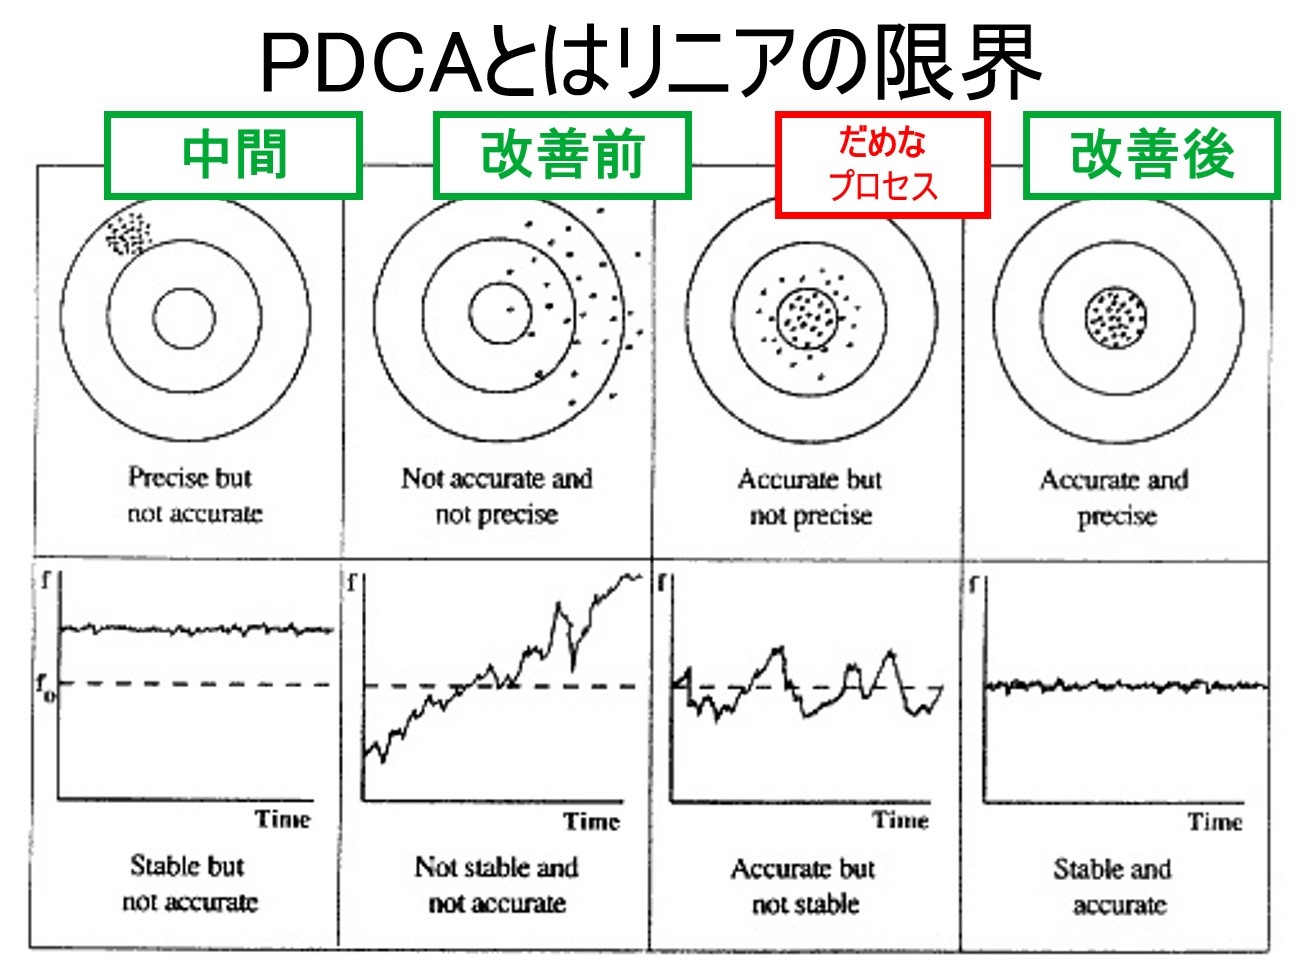 PDCAとはリニアの限界
中間
改善前
だめな
プロセス
改善後
Precise but
not accurate
Not accurate and
not precise
Accurate but
not precise
Accurate and
precise
f
fo
Time
f
Time
f
Time
f
Time
Stable but
not accurate
Not stable and
not accurate
Accurate but
not stable
Stable and
accurate